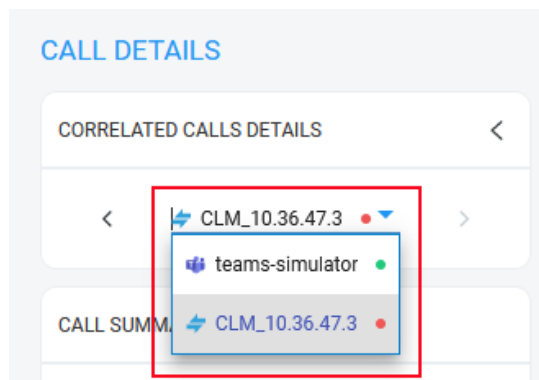 CALL DETAILS
CORRELATED CALLS DETAILS
CLM_10.36.47.3
teams-simulator
CALL SUMM
CLM_10.36.47.3